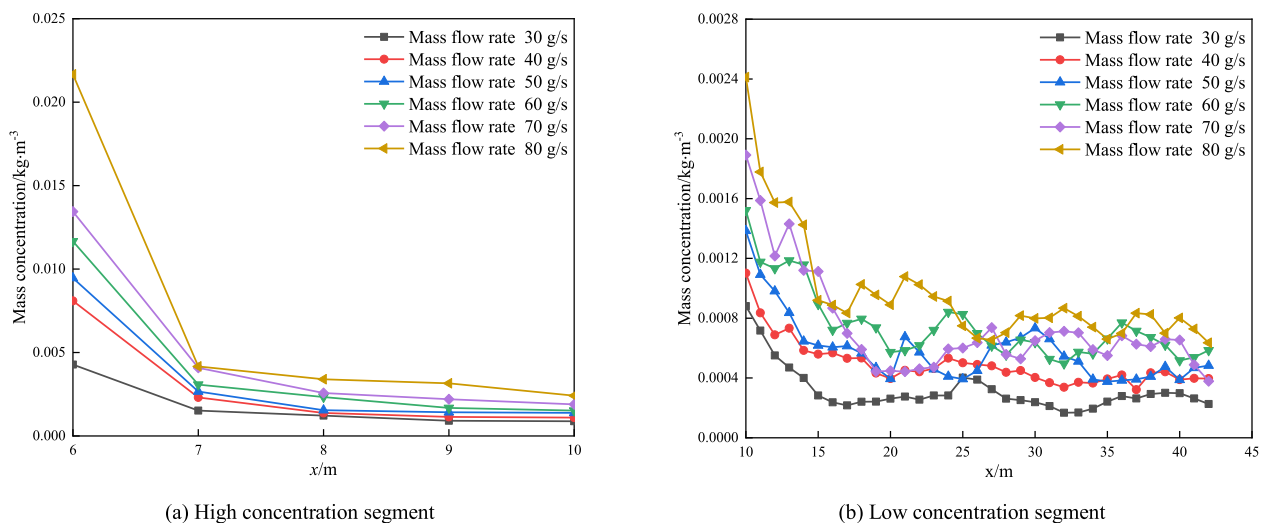 0.025
0.020
0.015
0.010
0.005
0.000
Mass concentration/kg·m⁻³
Mass flow rate 30 g/s
Mass flow rate 40 g/s
Mass flow rate 50 g/s
Mass flow rate 60 g/s
Mass flow rate 70 g/s
Mass flow rate 80 g/s
6 7 8 9 10
x/m
(a) High concentration segment
0.0028
0.0024
0.0020
0.0016
0.0012
0.0008
0.0004
0.0000
Mass concentration/kg·m⁻³
Mass flow rate 30 g/s
Mass flow rate 40 g/s
Mass flow rate 50 g/s
Mass flow rate 60 g/s
Mass flow rate 70 g/s
Mass flow rate 80 g/s
10 15 20 25 30 35 40 45
x/m
(b) Low concentration segment